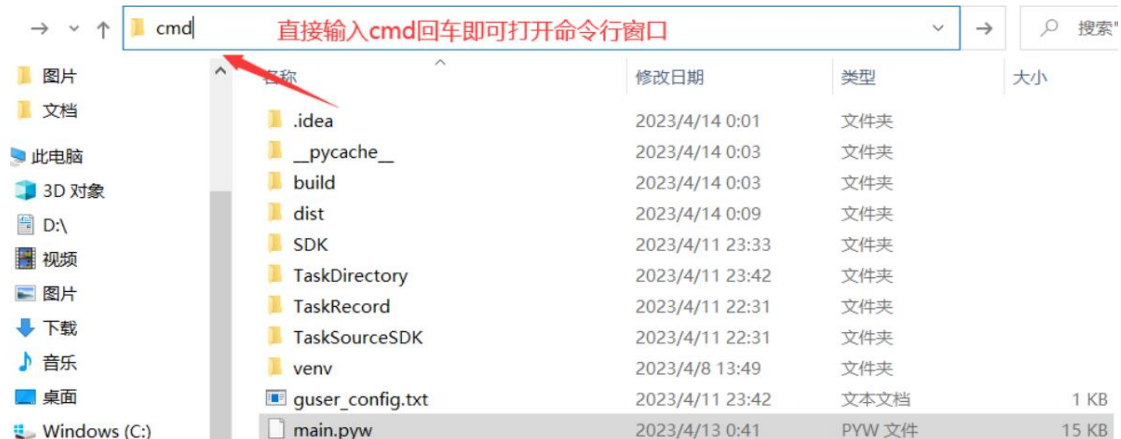 cmd 直接输入cmd回车即可打开命令行窗口 搜索"
图片
文档
此电脑
3D 对象
D:\
视频
图片
下载
音乐
桌面
Windows (C:)
名称 修改日期 类型 大小
.idea 2023/4/14 0:01 文件夹
__pycache__ 2023/4/14 0:03 文件夹
build 2023/4/14 0:03 文件夹
dist 2023/4/14 0:09 文件夹
SDK 2023/4/11 23:33 文件夹
TaskDirectory 2023/4/11 23:42 文件夹
TaskRecord 2023/4/11 22:31 文件夹
TaskSourceSDK 2023/4/11 22:31 文件夹
venv 2023/4/8 13:49 文件夹
guser_config.txt 2023/4/11 23:42 文本文档 1 KB
main.pyw 2023/4/13 0:41 PYW 文件 15 KB